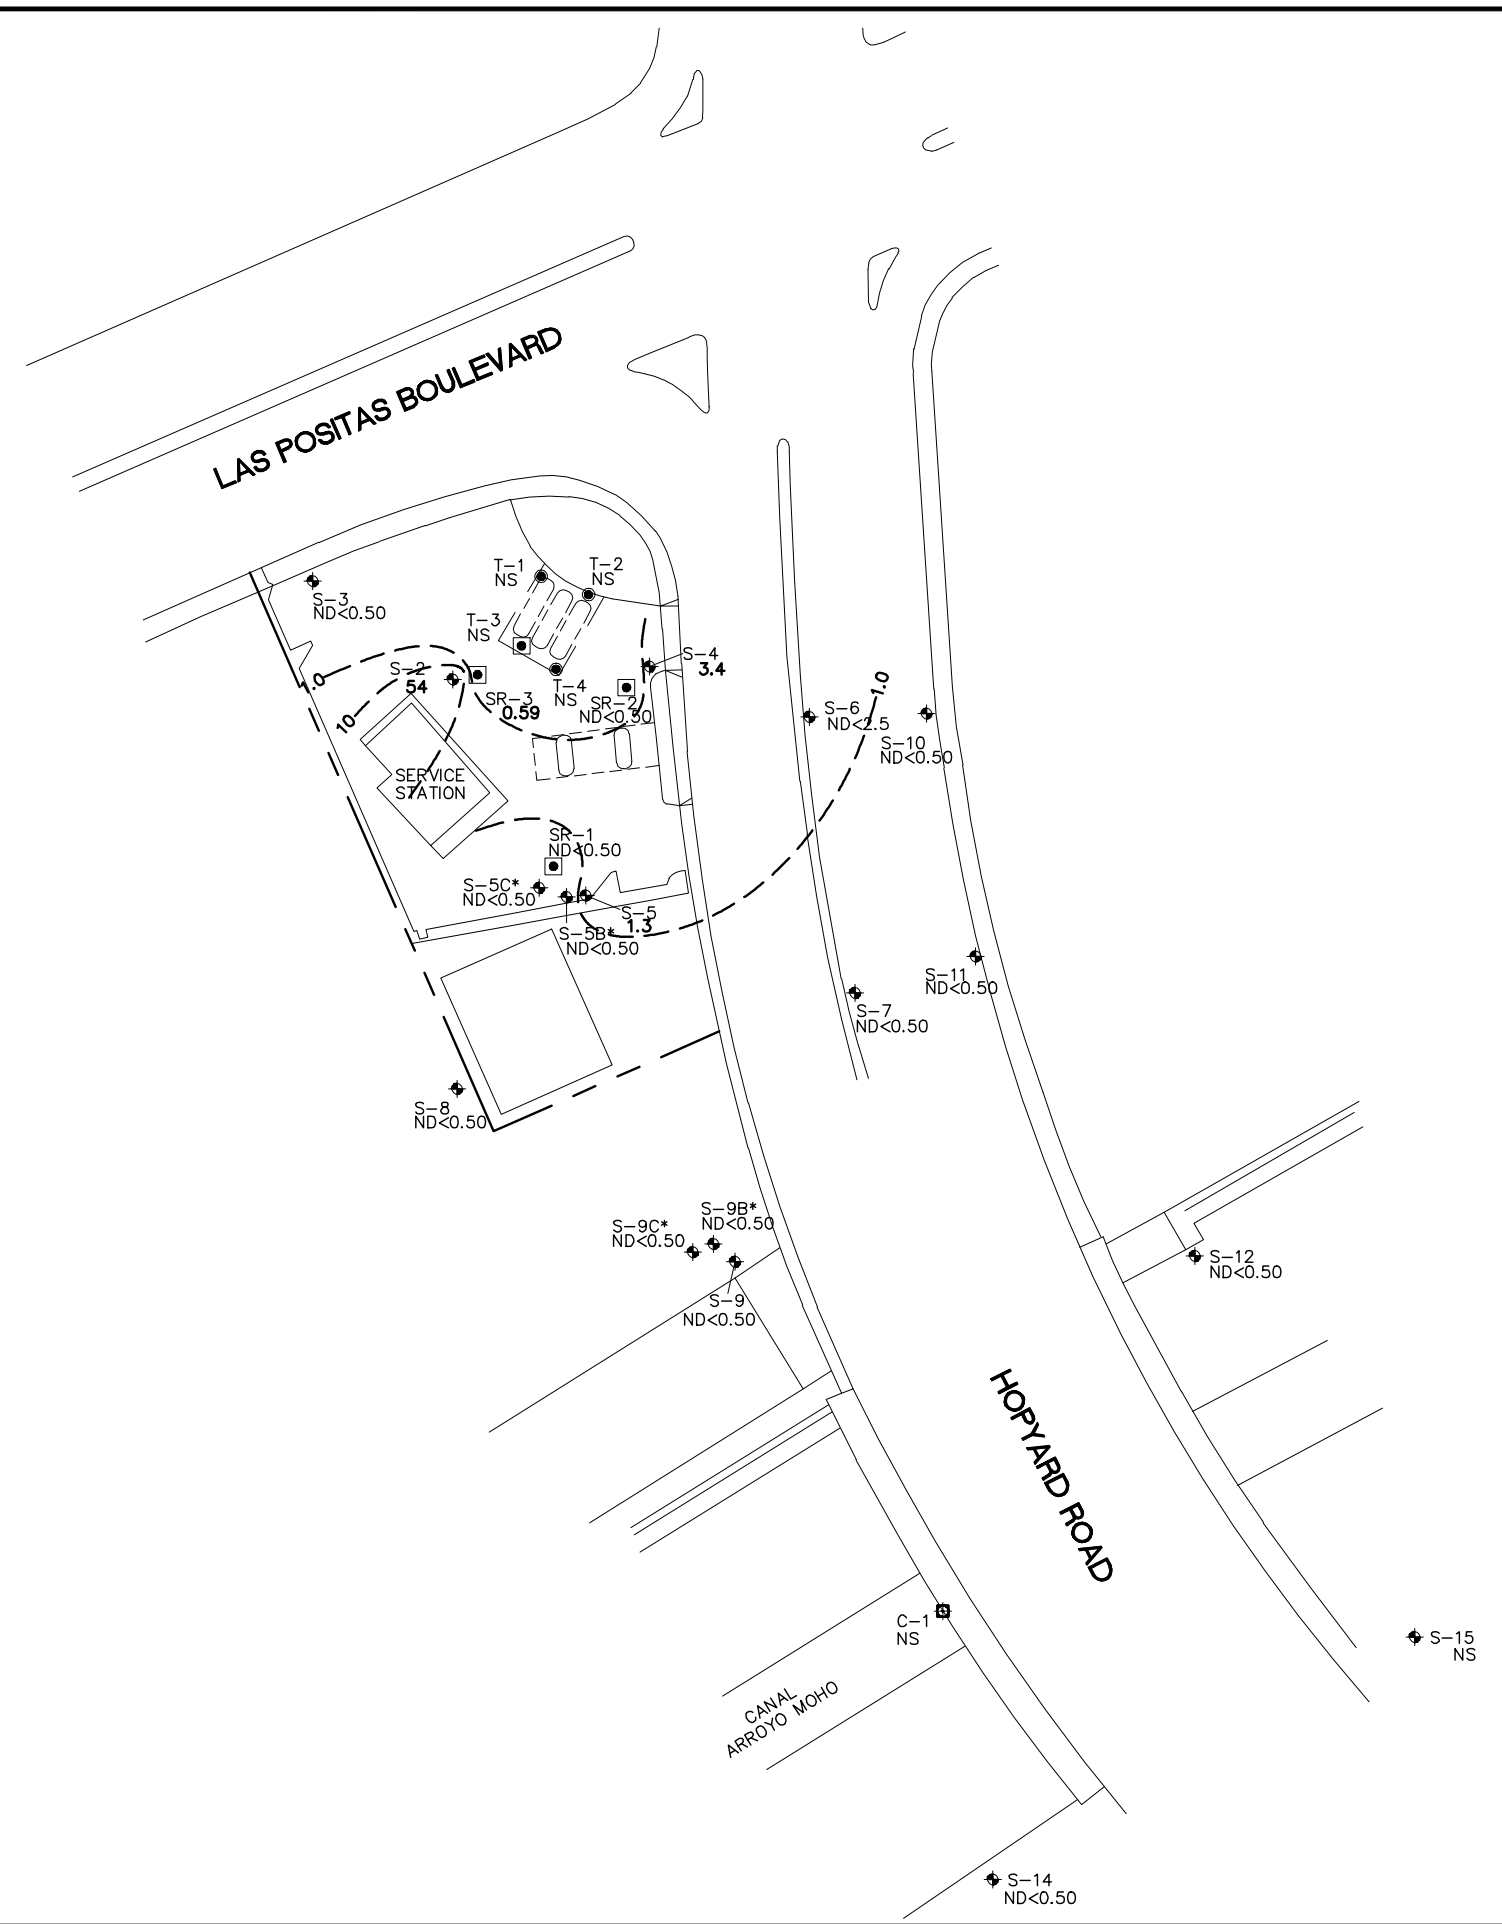 LAS POSITAS BOULEVARD
T-1
NS
T-2
NS
S-3
ND<0.50
T-3
NS
S-4
3.4
S-2
54
1.0
10
SR-3
0.59
T-4
NS
SR-2
ND<0.50
1.0
S-6
ND<2.5
S-10
ND<0.50
SERVICE
STATION
SR-1
ND<0.50
S-5C*
ND<0.50
S-5
1.3
S-5B*
ND<0.50
S-11
ND<0.50
S-7
ND<0.50
S-8
ND<0.50
S-9B*
ND<0.50
S-9C*
ND<0.50
S-12
ND<0.50
S-9
ND<0.50
HOPYARD ROAD
C-1
NS
S-15
NS
CANAL
ARROYO MOHO
S-14
ND<0.50